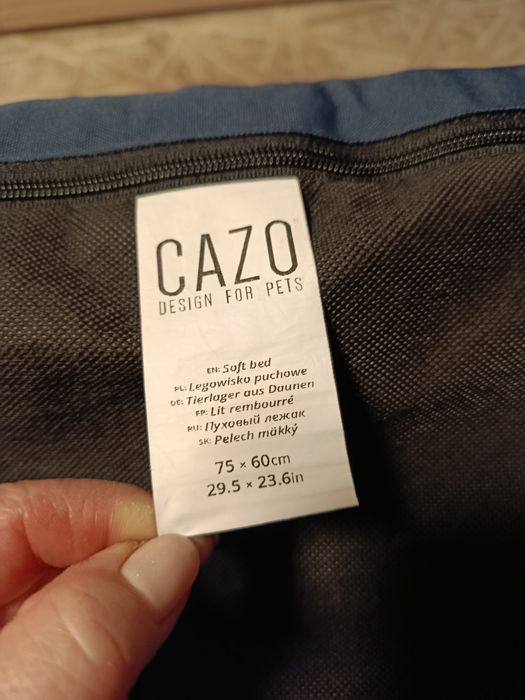 CAZO
DESIGN FOR PETS
EN: Soft bed
PL: Legowisko puchowe
DE: Tierlager aus Daunen
FR: Lit rembourré
RU: Пуховый лежак
SK: Pelech mäkký
75 × 60cm
29.5 × 23.6in